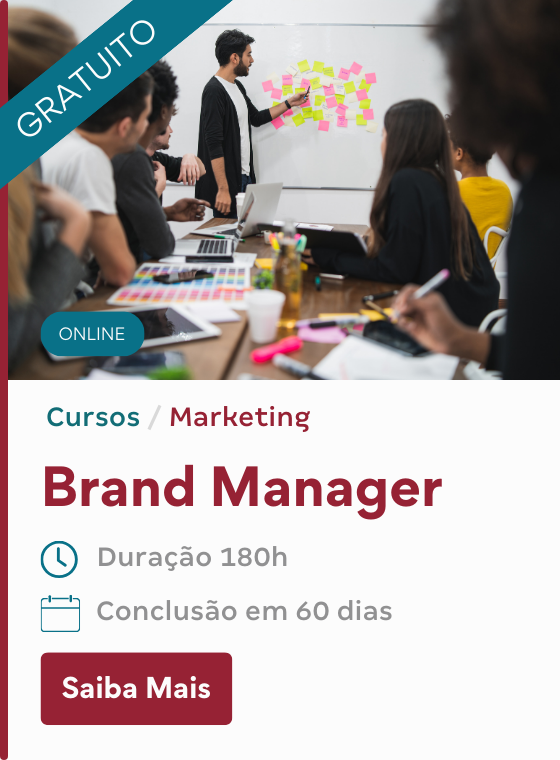 GRATUITO
ONLINE
Cursos / Marketing
Brand Manager
Duração 180h
Conclusão em 60 dias
Saiba Mais